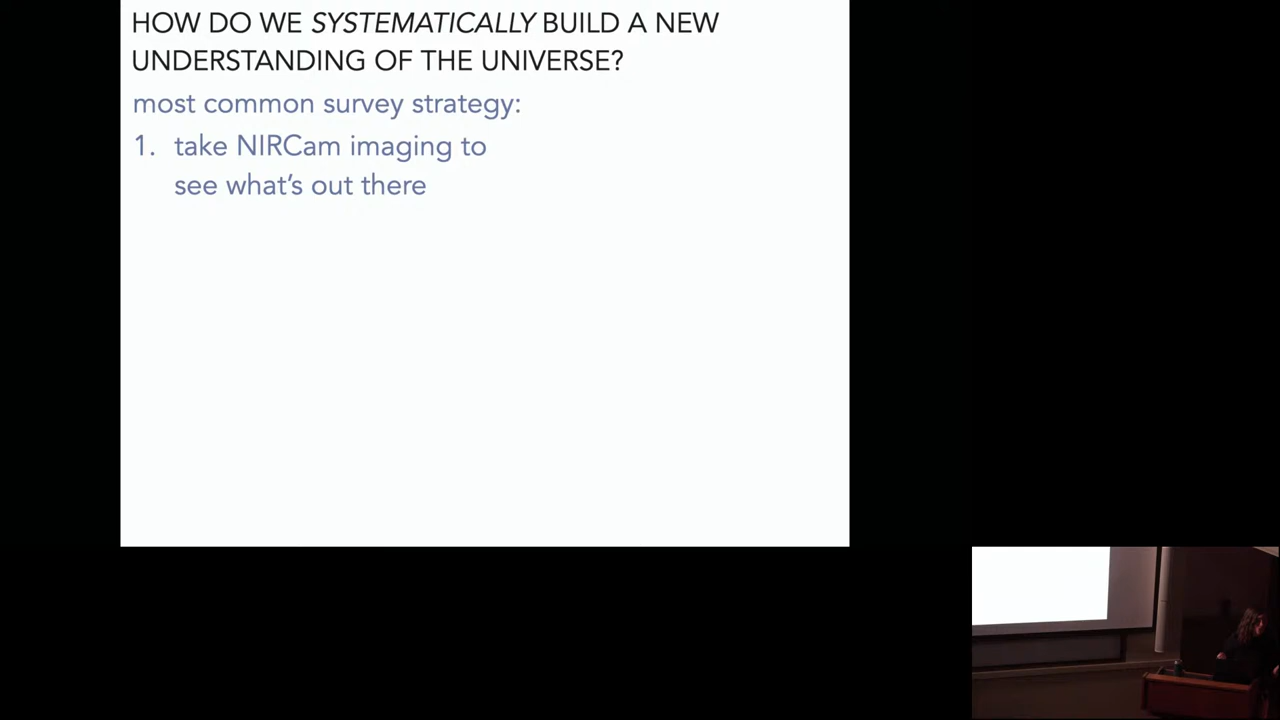 HOW DO WE SYSTEMATICALLY BUILD A NEW
UNDERSTANDING OF THE UNIVERSE?
most common survey strategy:
1. take NIRCam imaging to
see what's out there